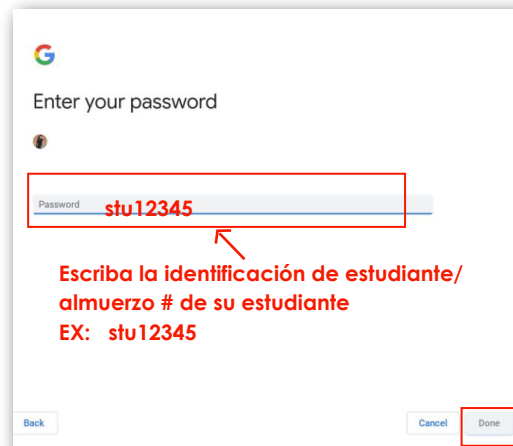 Enter your password
Password stu12345
Escriba la identificación de estudiante/
almuerzo # de su estudiante
EX: stu12345
Back Cancel Done